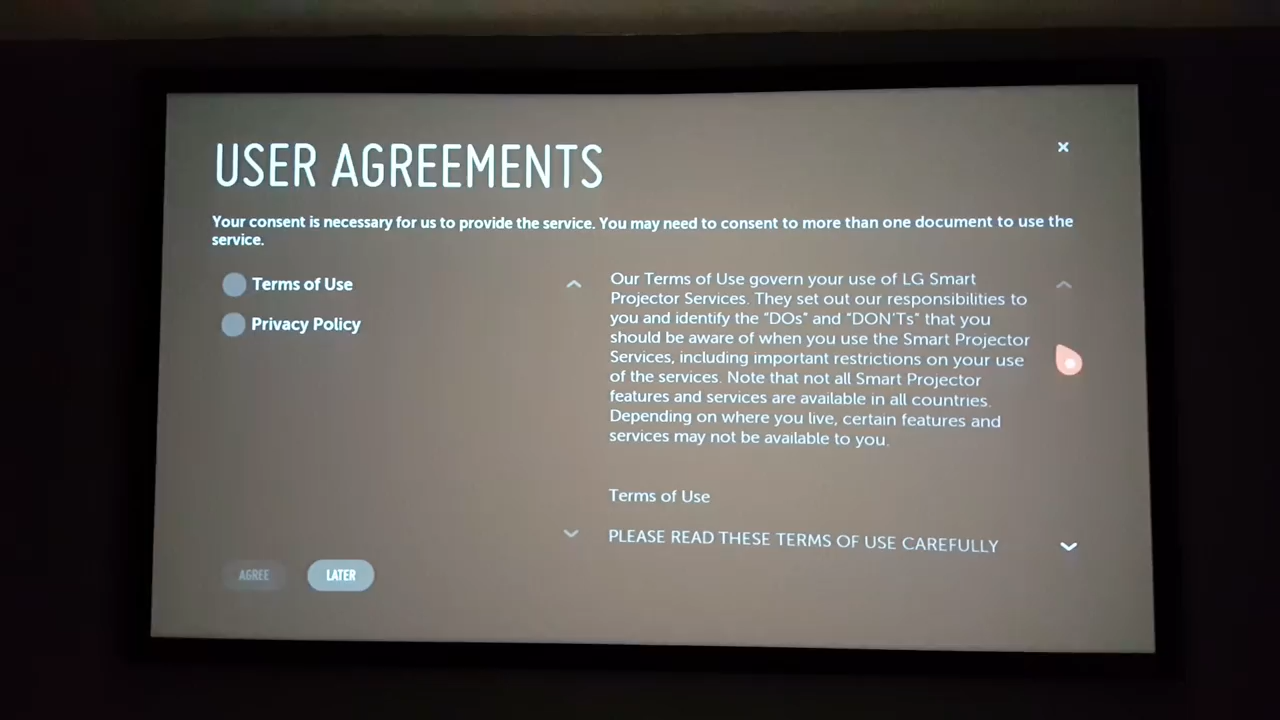 USER AGREEMENTS
Your consent is necessary for us to provide the service. You may need to consent to more than one document to use the
service.
Terms of Use
Privacy Policy
Our Terms of Use govern your use of LG Smart
Projector Services. They set out our responsibilities to
you and identify the "DOs" and "DON'Ts" that you
should be aware of when you use the Smart Projector
Services, including important restrictions on your use
of the services. Note that not all Smart Projector
features and services are available in all countries.
Depending on where you live, certain features and
services may not be available to you.
Terms of Use
PLEASE READ THESE TERMS OF USE CAREFULLY
AGREE
LATER